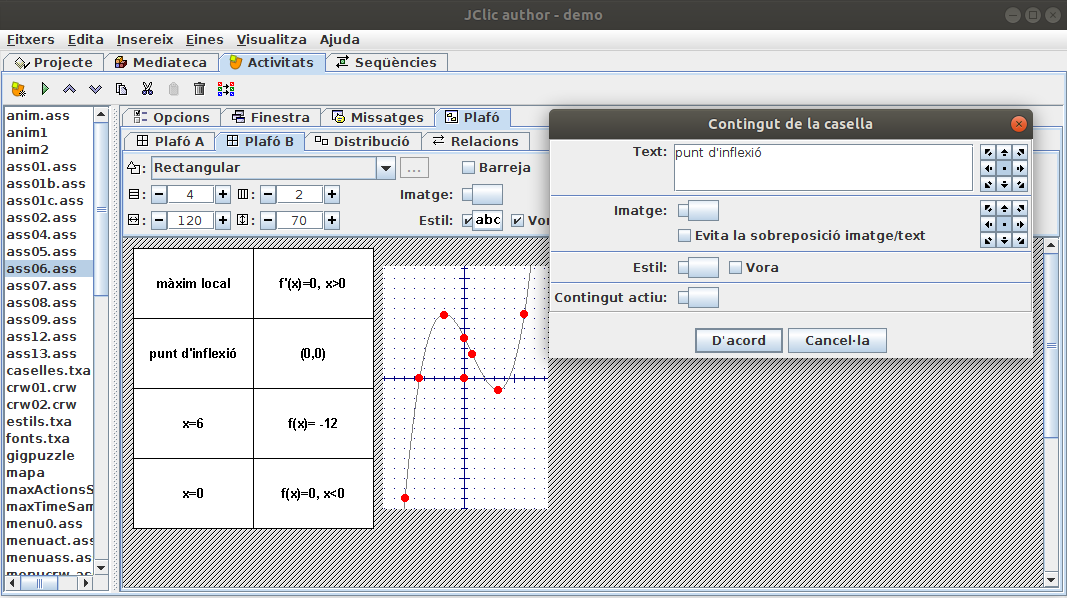 JClic author - demo
Eitxers Edita Insereix Eines Visualitza Ajuda
Projecte Mediateca Activitats Seqüències
anim.ass
anim1
anim2
ass01.ass
ass01b.ass
ass01c.ass
ass02.ass
ass04.ass
ass05.ass
ass06.ass
ass07.ass
ass08.ass
ass09.ass
ass12.ass
ass13.ass
caselles.txa
crw01.crw
crw02.crw
estils.txa
fonts.txa
gigpuzzle
mapa
maxActionsS
maxTimeSam
menu0.ass
menuact.ass
menuass.as
menucrw.as
Opcions Finestra Missatges Plafó
Plafó A Plafó B Distribució Relacions
Rectangular ... Barreja
4 2 Imatge:
120 70 Estil: abc Vor
màxim local f'(x)=0, x>0
punt d'inflexió (0,0)
x=6 f(x)= -12
x=0 f(x)=0, x<0
Contingut de la casella
Text: punt d'inflexió
Imatge:
Evita la sobreposició imatge/text
Estil: Vora
Contingut actiu:
D'acord Cancel·la